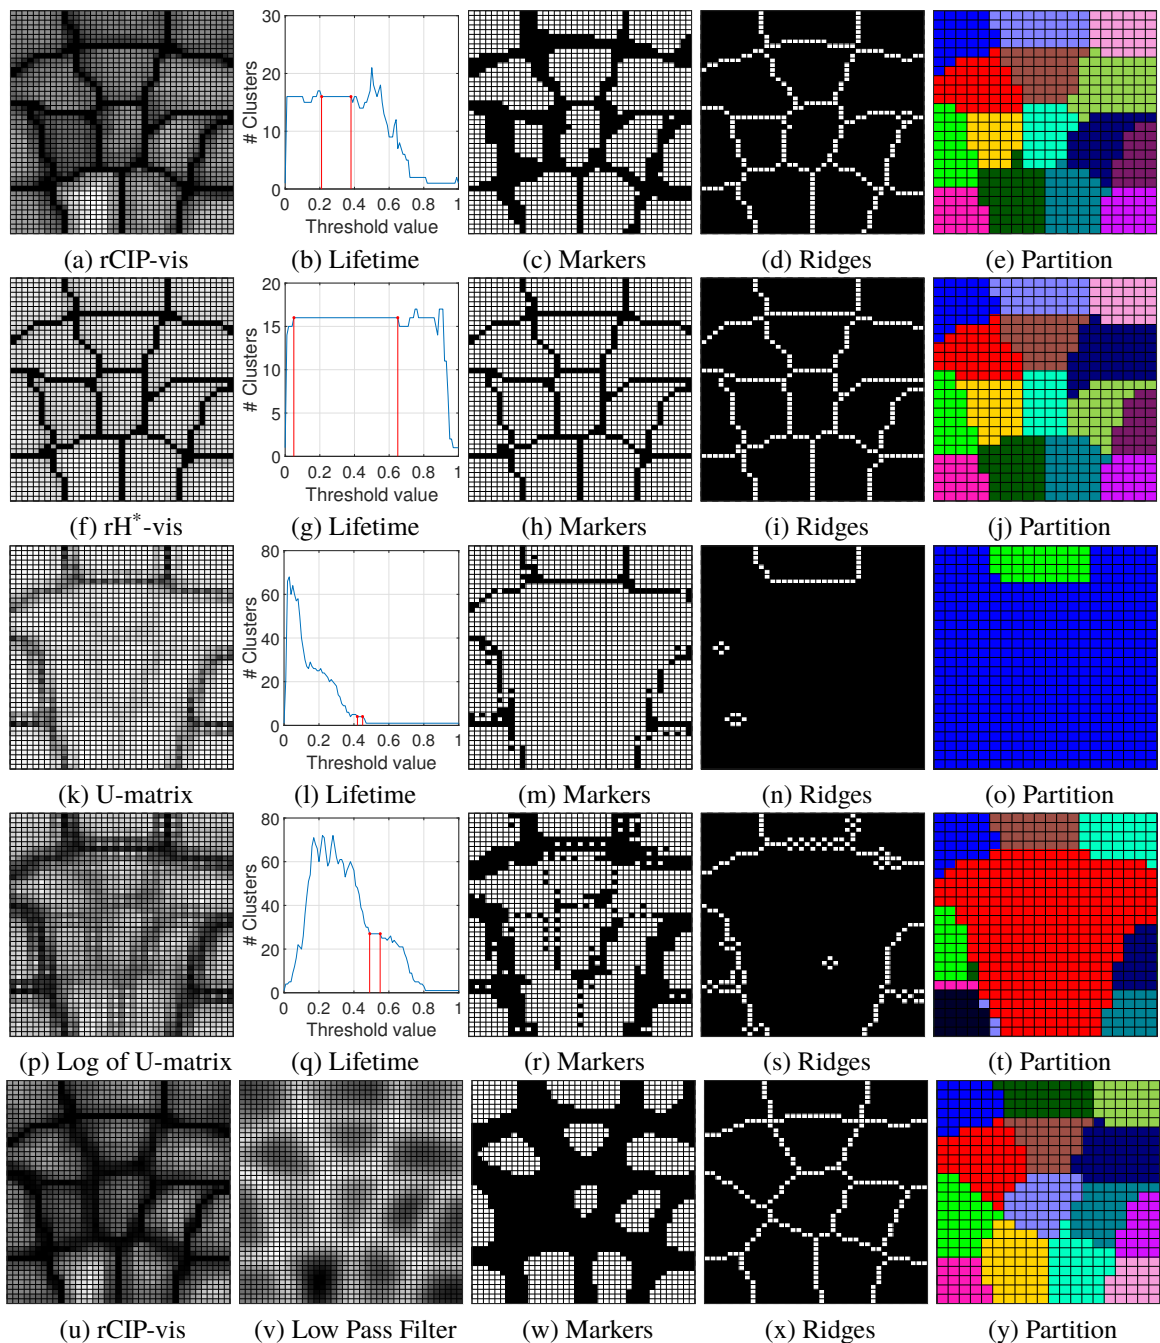 30
20
10
0
# Clusters
0 0.2 0.4 0.6 0.8 1
Threshold value
(a) rCIP-vis (b) Lifetime (c) Markers (d) Ridges (e) Partition
20
15
10
5
0
# Clusters
0 0.2 0.4 0.6 0.8 1
Threshold value
(f) rH*-vis (g) Lifetime (h) Markers (i) Ridges (j) Partition
80
60
40
20
0
# Clusters
0 0.2 0.4 0.6 0.8 1
Threshold value
(k) U-matrix (l) Lifetime (m) Markers (n) Ridges (o) Partition
80
60
40
20
0
# Clusters
0 0.2 0.4 0.6 0.8 1
Threshold value
(p) Log of U-matrix (q) Lifetime (r) Markers (s) Ridges (t) Partition
(u) rCIP-vis (v) Low Pass Filter (w) Markers (x) Ridges (y) Partition